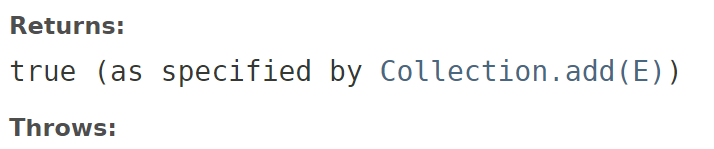 Returns:
true (as specified by Collection.add(E))
Throws: